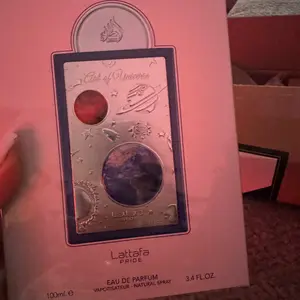 Art of Universe
Lattafa
PRIDE
EAU DE PARFUM
VAPORISATEUR - NATURAL SPRAY
100ml e
3.4 FL.OZ.